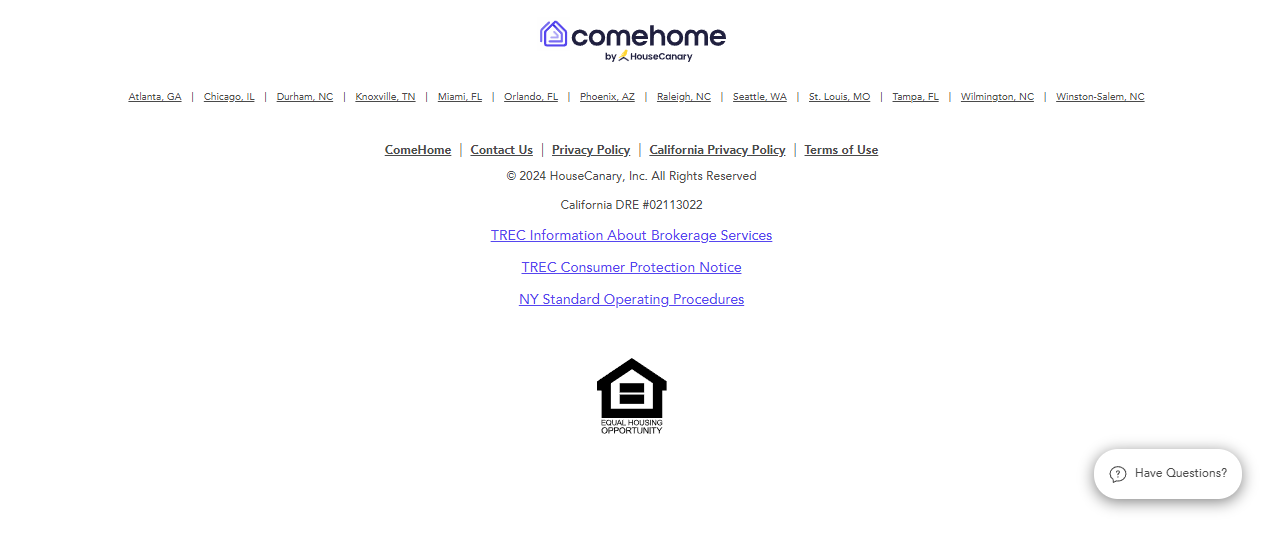 comehome
by HouseCanary
Atlanta, GA | Chicago, IL | Durham, NC | Knoxville, TN | Miami, FL | Orlando, FL | Phoenix, AZ | Raleigh, NC | Seattle, WA | St. Louis, MO | Tampa, FL | Wilmington, NC | Winston-Salem, NC
ComeHome | Contact Us | Privacy Policy | California Privacy Policy | Terms of Use
© 2024 HouseCanary, Inc. All Rights Reserved
California DRE #02113022
TREC Information About Brokerage Services
TREC Consumer Protection Notice
NY Standard Operating Procedures
EQUAL HOUSING
OPPORTUNITY
Have Questions?